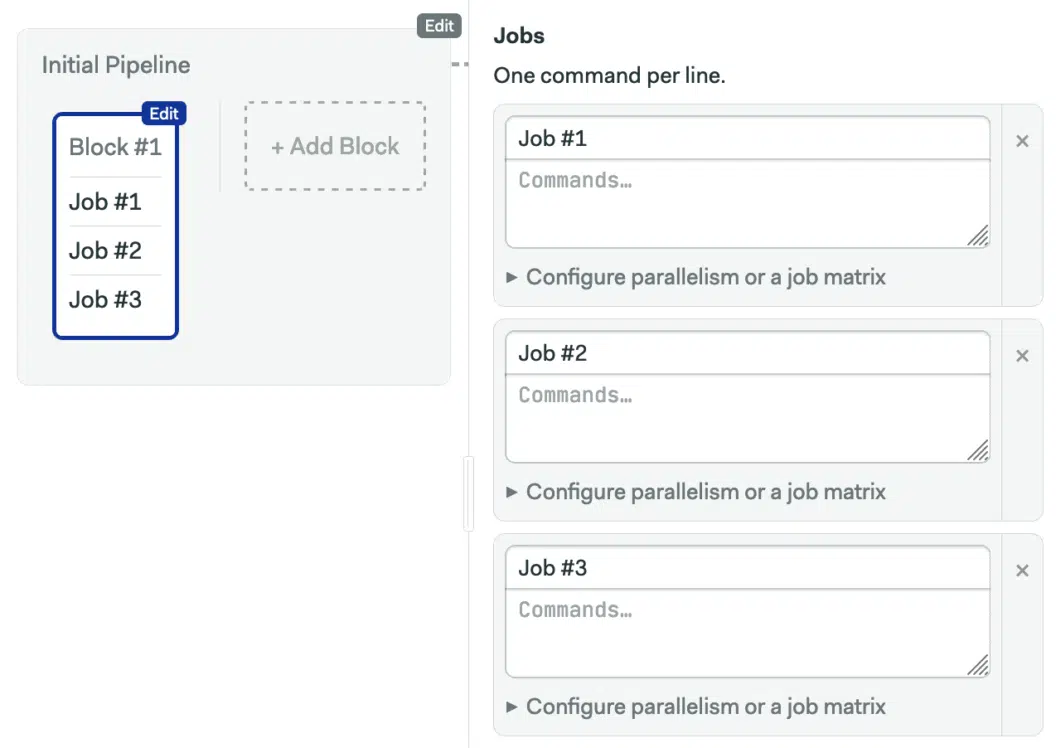 Edit
Initial Pipeline
Edit
Block #1
Job #1
Job #2
Job #3
+ Add Block
Jobs
One command per line.
Job #1
Commands…
▸ Configure parallelism or a job matrix
×
Job #2
Commands…
▸ Configure parallelism or a job matrix
×
Job #3
Commands…
▸ Configure parallelism or a job matrix
×